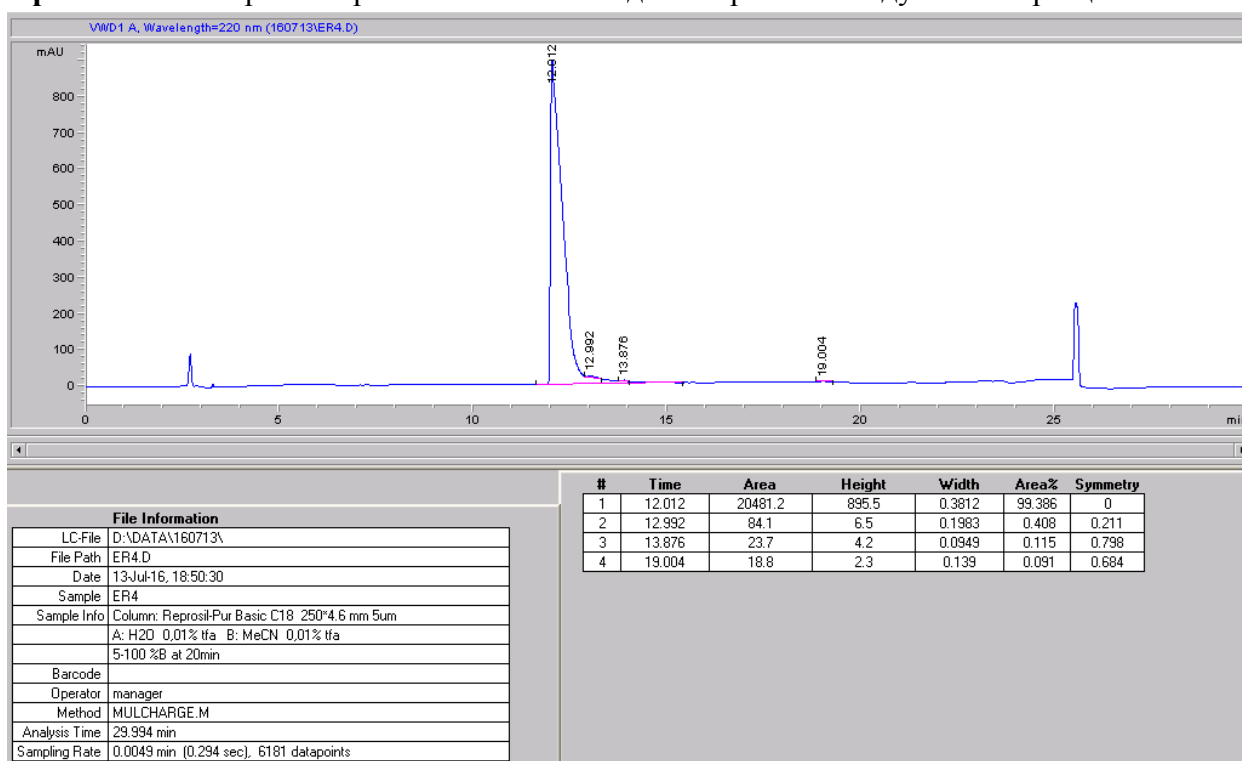 VWD1 A, Wavelength=220 nm (160713\ER4.D)
mAU
800
700
600
500
400
300
200
100
0
12.012
12.992
13.876
19.004
0 5 10 15 20 25
# Time Area Height Width Area% Symmetry
1 12.012 20481.2 895.5 0.3812 99.386 0
2 12.992 84.1 6.5 0.1983 0.408 0.211
3 13.876 23.7 4.2 0.0949 0.115 0.798
4 19.004 18.8 2.3 0.139 0.091 0.684
File Information
LC-File D:\DATA\160713\
File Path ER4.D
Date 13-Jul-16, 18:50:30
Sample ER4
Sample Info Column: Reprosil-Pur Basic C18 250*4.6 mm 5um
A: H2O 0,01% tfa B: MeCN 0,01% tfa
5-100 %B at 20min
Barcode
Operator manager
Method MULCHARGE.M
Analysis Time 29.994 min
Sampling Rate 0.0049 min (0.294 sec), 6181 datapoints